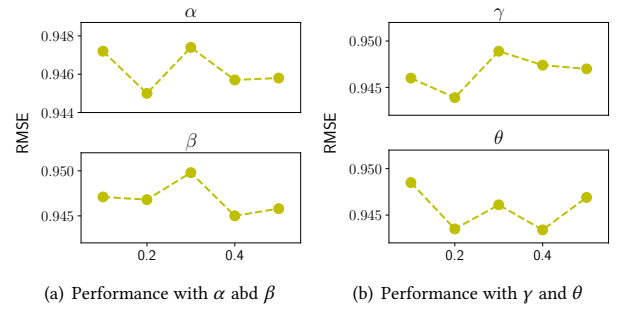 α
0.948
0.946
0.944
RMSE
β
0.950
0.945
0.2
0.4
(a) Performance with α abd β
γ
0.950
0.945
RMSE
θ
0.950
0.945
0.2
0.4
(b) Performance with γ and θ